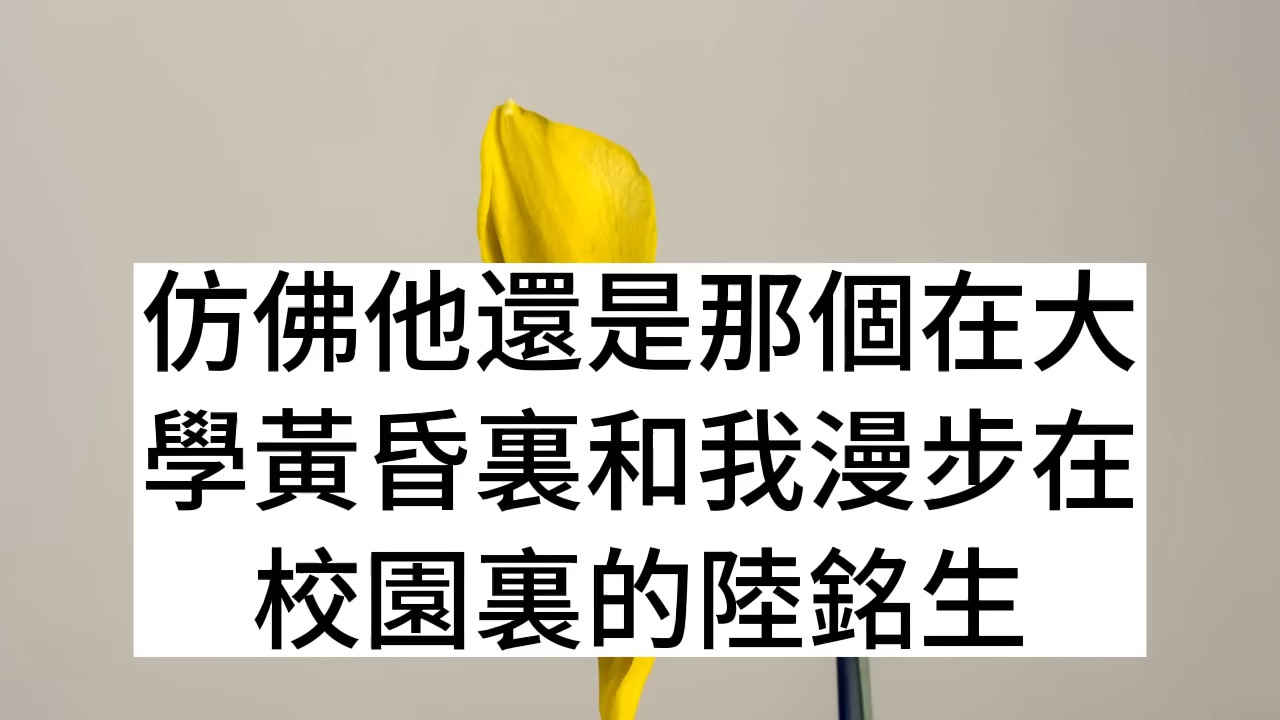 仿佛他還是那個在大
學黃昏裏和我漫步在
校園裏的陸銘生